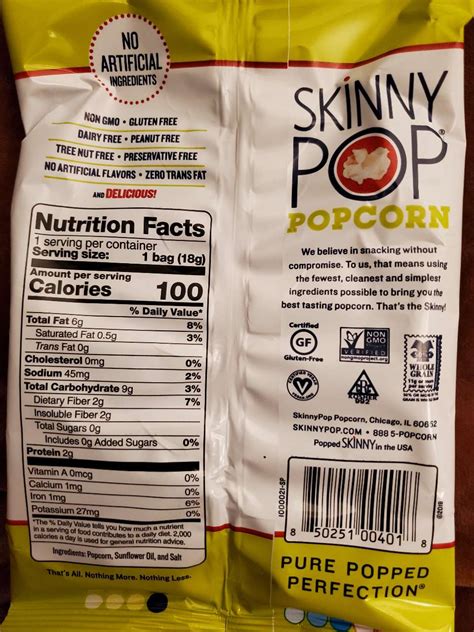 NO
ARTIFICIAL
INGREDIENTS
NON GMO • GLUTEN FREE
DAIRY FREE • PEANUT FREE
TREE NUT FREE • PRESERVATIVE FREE
NO ARTIFICIAL FLAVORS • ZERO TRANS FAT
AND DELICIOUS!
Nutrition Facts
1 serving per container
Serving size: 1 bag (18g)
Amount per serving
Calories 100
% Daily Value*
Total Fat 6g 8%
Saturated Fat 0.5g 3%
Trans Fat 0g
Cholesterol 0mg 0%
Sodium 45mg 2%
Total Carbohydrate 9g 3%
Dietary Fiber 2g 7%
Insoluble Fiber 2g
Total Sugars 0g
Includes 0g Added Sugars 0%
Protein 2g
Vitamin A 0mcg 0%
Calcium 1mg 0%
Iron 1mg 6%
Potassium 27mg 0%
*The % Daily Value tells you how much a nutrient
in a serving of food contributes to a daily diet. 2,000
calories a day is used for general nutrition advice.
Ingredients: Popcorn, Sunflower Oil, and Salt
That's All. Nothing More. Nothing Less.
SKINNY
POP®
POPCORN
We believe in snacking without
compromise. To us, that means using
the fewest, cleanest and simplest
ingredients possible to bring you the
best tasting popcorn. That's the Skinny!
Certified
GF
Gluten-Free
NON
GMO
VERIFIED
nongmoproject.org
WHOLE
GRAIN
SkinnyPop Popcorn, Chicago, IL 60652
SKINNYPOP.COM • 888 5-POPCORN
Popped SKINNY in the USA
8 50251 00401 8
PURE POPPED
PERFECTION®